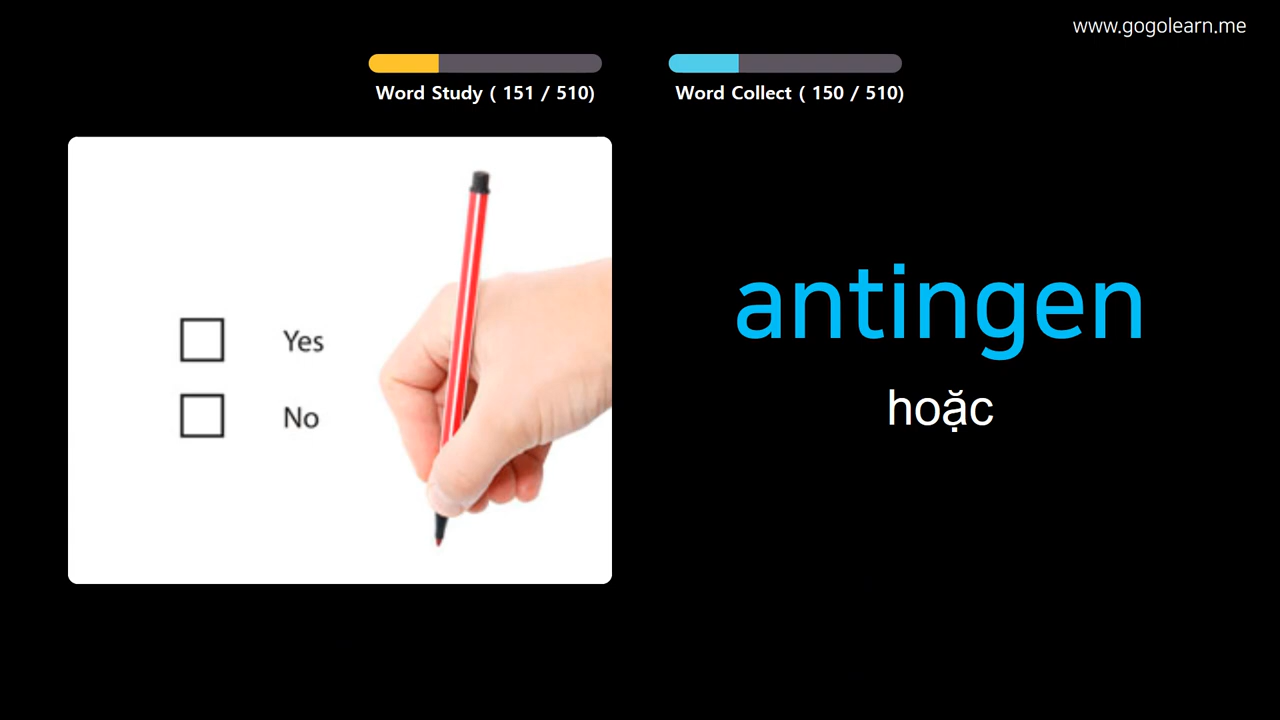 www.gogolearn.me
Word Study ( 151 / 510)
Word Collect ( 150 / 510)
Yes
No
antingen
hoặc